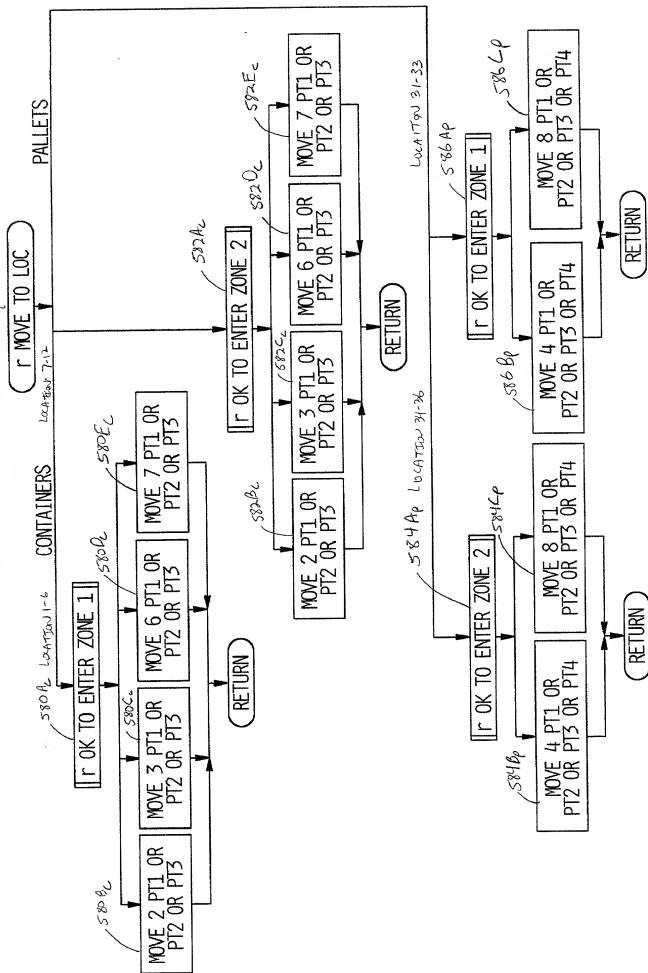 r MOVE TO LOC
CONTAINERS
PALLETS
LOCATION 7-12
580Ac LOCATION 1-6
r OK TO ENTER ZONE 1
580Bc
580Cc
580Dc
580Ec
MOVE 2 PT1 OR
PT2 OR PT3
MOVE 3 PT1 OR
PT2 OR PT3
MOVE 6 PT1 OR
PT2 OR PT3
MOVE 7 PT1 OR
PT2 OR PT3
RETURN
582Ac
r OK TO ENTER ZONE 2
582Bc
582Cc
582Dc
582Ec
MOVE 2 PT1 OR
PT2 OR PT3
MOVE 3 PT1 OR
PT2 OR PT3
MOVE 6 PT1 OR
PT2 OR PT3
MOVE 7 PT1 OR
PT2 OR PT3
RETURN
584Ap LOCATION 34-36
r OK TO ENTER ZONE 2
584Bp
584Cp
MOVE 4 PT1 OR
PT2 OR PT3 OR PT4
MOVE 8 PT1 OR
PT2 OR PT3 OR PT4
RETURN
LOCAITON 31-33
586Ap
r OK TO ENTER ZONE 1
586Bp
586Cp
MOVE 4 PT1 OR
PT2 OR PT3 OR PT4
MOVE 8 PT1 OR
PT2 OR PT3 OR PT4
RETURN